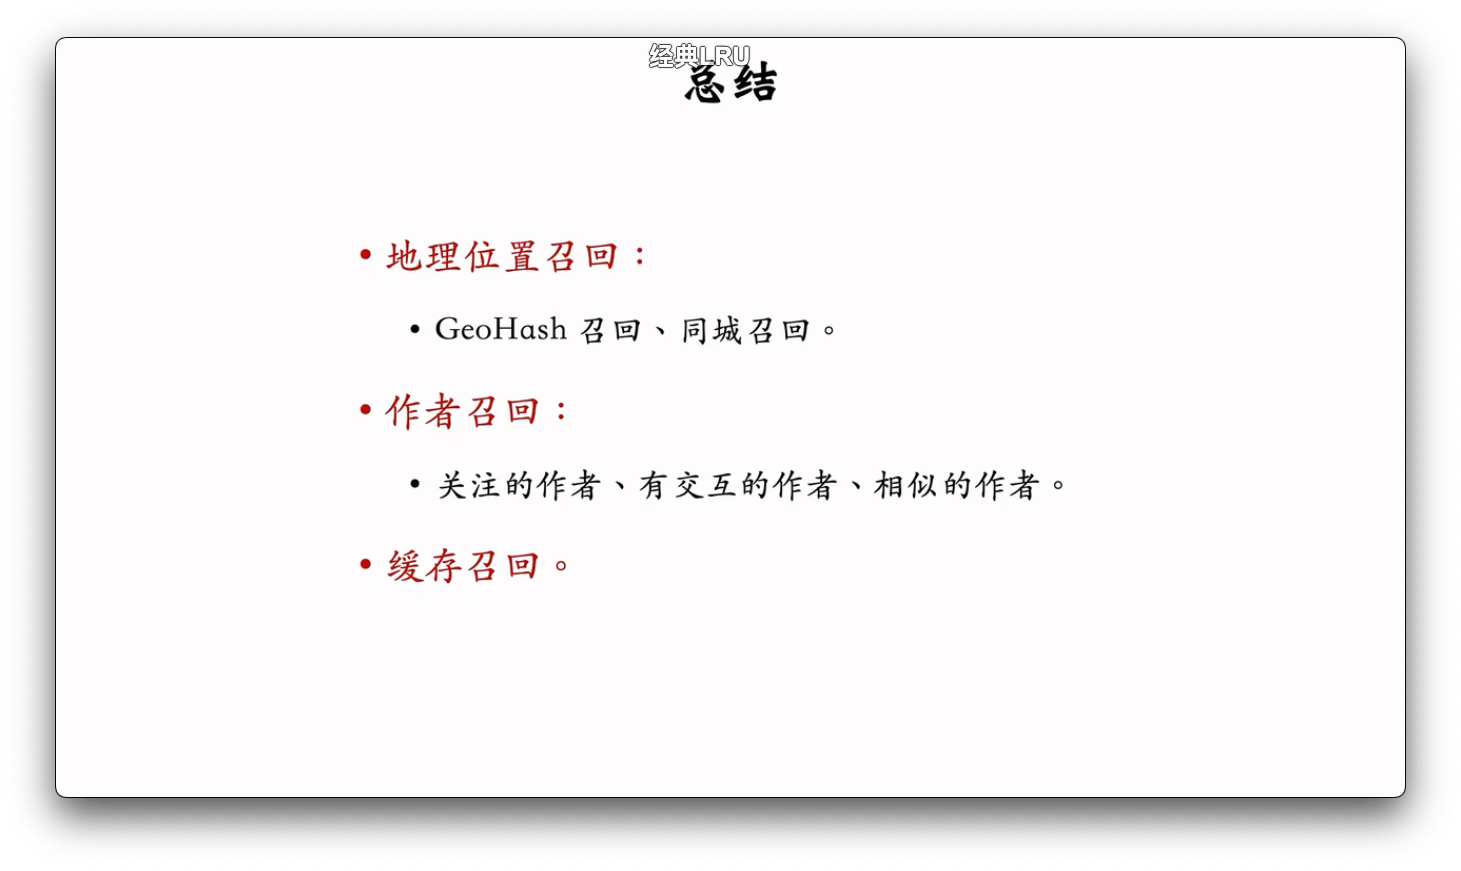 经典LRU
总结
• 地理位置召回：
• GeoHash 召回、同城召回。
• 作者召回：
• 关注的作者、有交互的作者、相似的作者。
• 缓存召回。